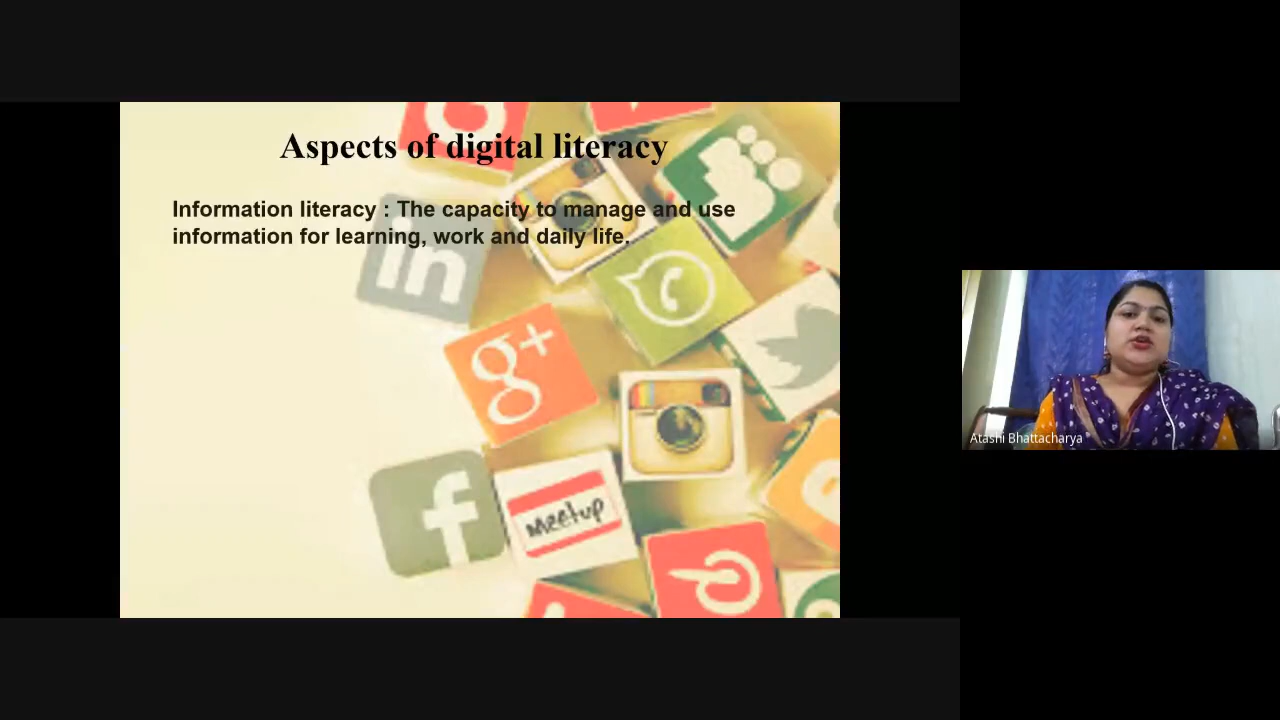 Aspects of digital literacy
Information literacy : The capacity to manage and use
information for learning, work and daily life.
in
g+
f
Meetup
Atashi Bhattacharya